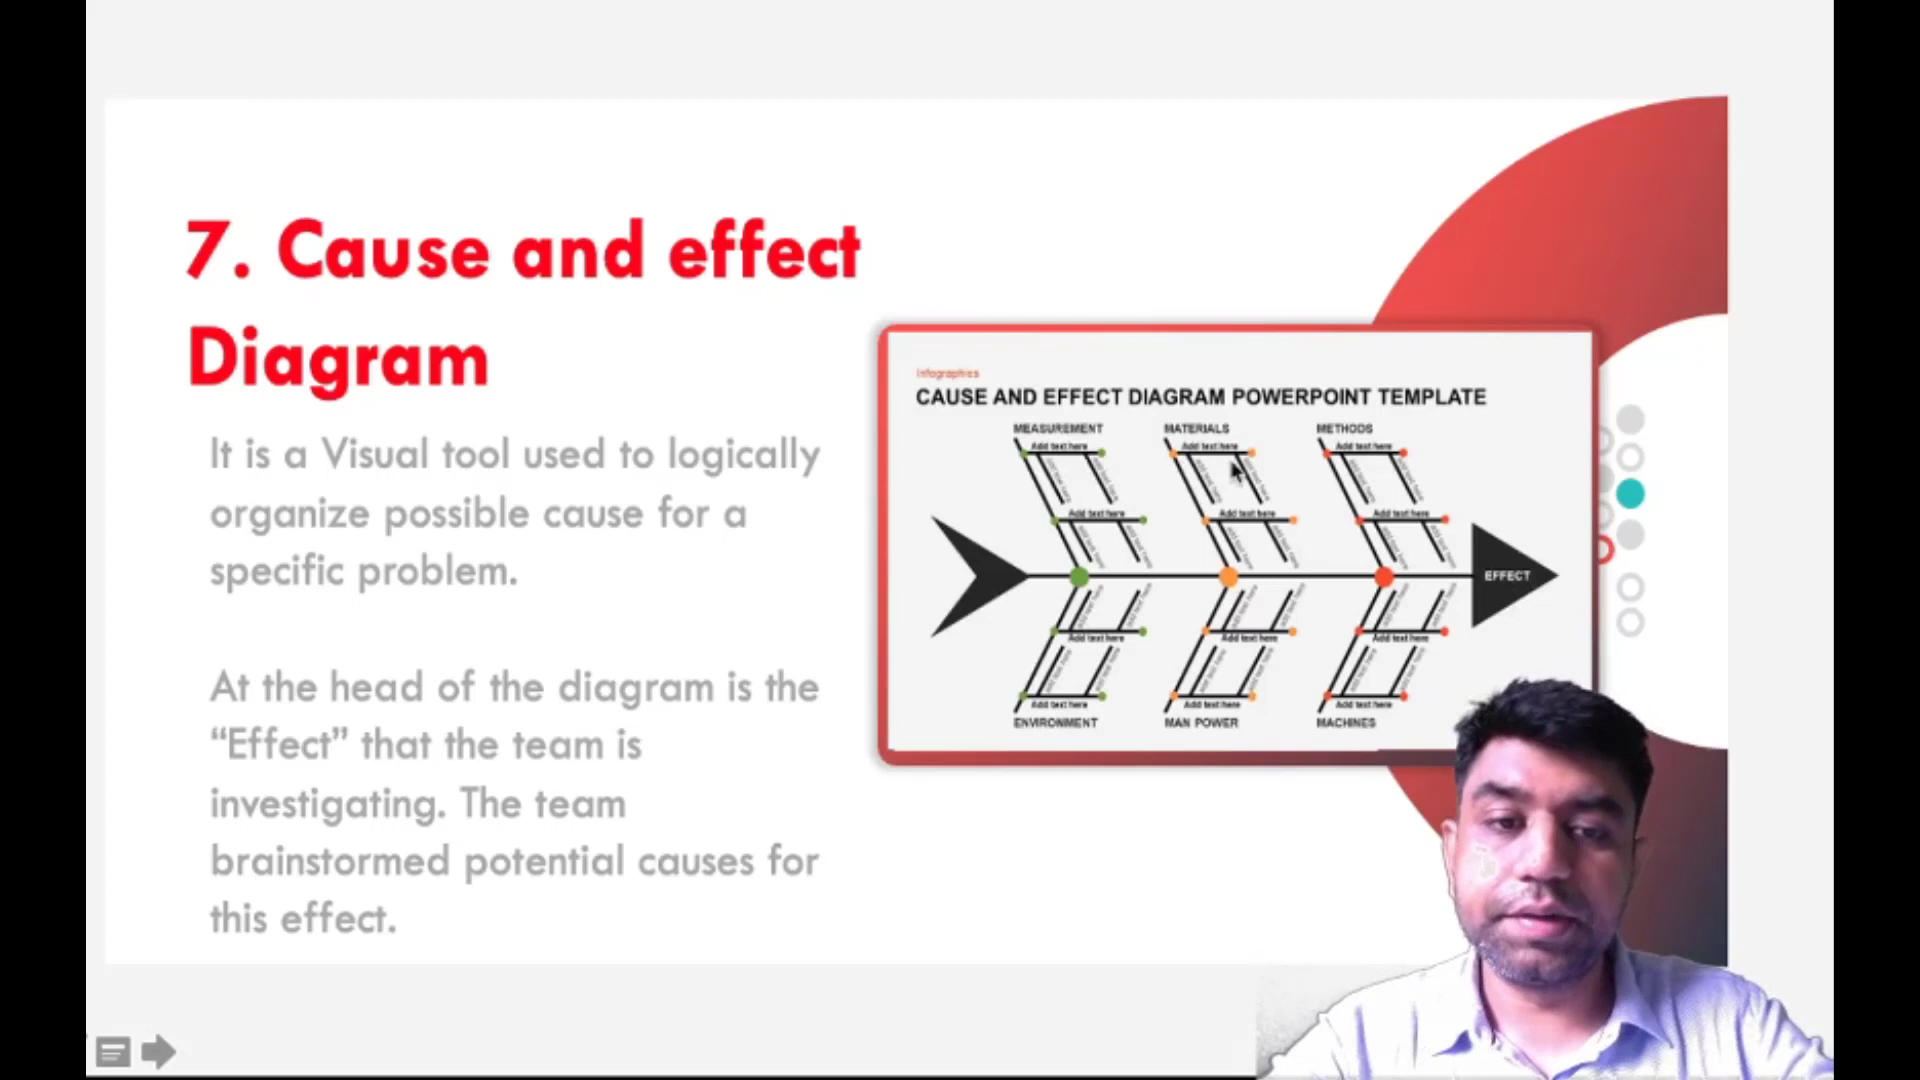 7. Cause and effect
Diagram
It is a Visual tool used to logically
organize possible cause for a
specific problem.
At the head of the diagram is the
“Effect” that the team is
investigating. The team
brainstormed potential causes for
this effect.
Infographics
CAUSE AND EFFECT DIAGRAM POWERPOINT TEMPLATE
MEASUREMENT MATERIALS METHODS
Add text here Add text here Add text here
Add text here Add text here Add text here
EFFECT
Add text here Add text here Add text here
Add text here Add text here Add text here
ENVIRONMENT MAN POWER MACHINES